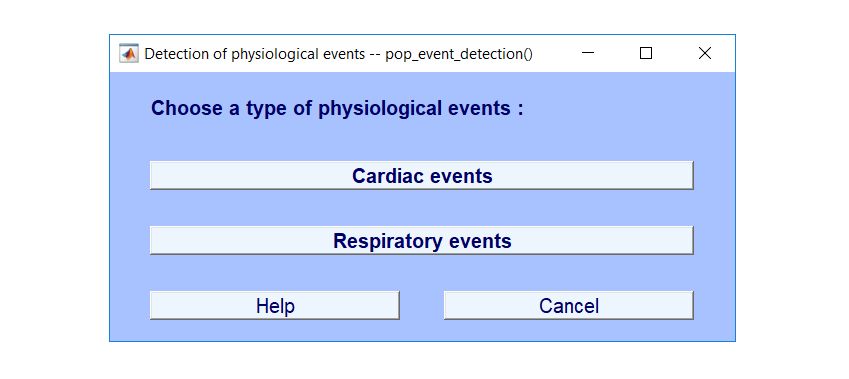 Detection of physiological events -- pop_event_detection()
Choose a type of physiological events :
Cardiac events
Respiratory events
Help
Cancel